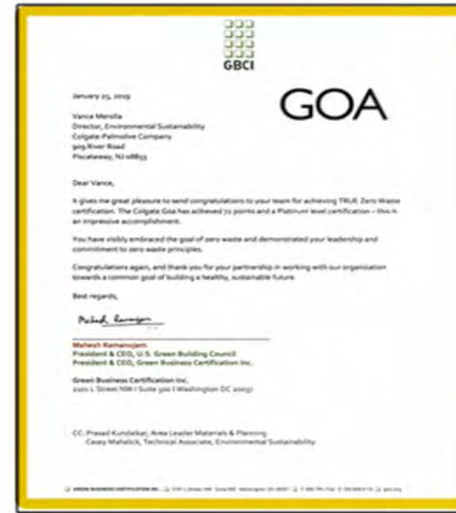 GBCI
GOA
January 25, 2019
Vance Merolla
Director, Environmental Sustainability
Colgate-Palmolive Company
909 River Road
Piscataway, NJ 08855
Dear Vance,
It gives me great pleasure to send congratulations to your team for achieving TRUE Zero Waste
certification. The Colgate Goa has achieved 72 points and a Platinum level certification – this is
an impressive accomplishment.
You have visibly embraced the goal of zero waste and demonstrated your leadership and
commitment to zero waste principles.
Congratulations again, and thank you for your partnership in working with our organization
towards a common goal of building a healthy, sustainable future.
Best regards,
Mahesh Ramanujam
President & CEO, U.S. Green Building Council
President & CEO, Green Business Certification Inc.
Green Business Certification Inc.
2101 L Street NW I Suite 500 I Washington DC 20037
CC: Prasad Kundaikar, Area Leader Materials & Planning
Casey Mahalick, Technical Associate, Environmental Sustainability
GREEN BUSINESS CERTIFICATION INC.